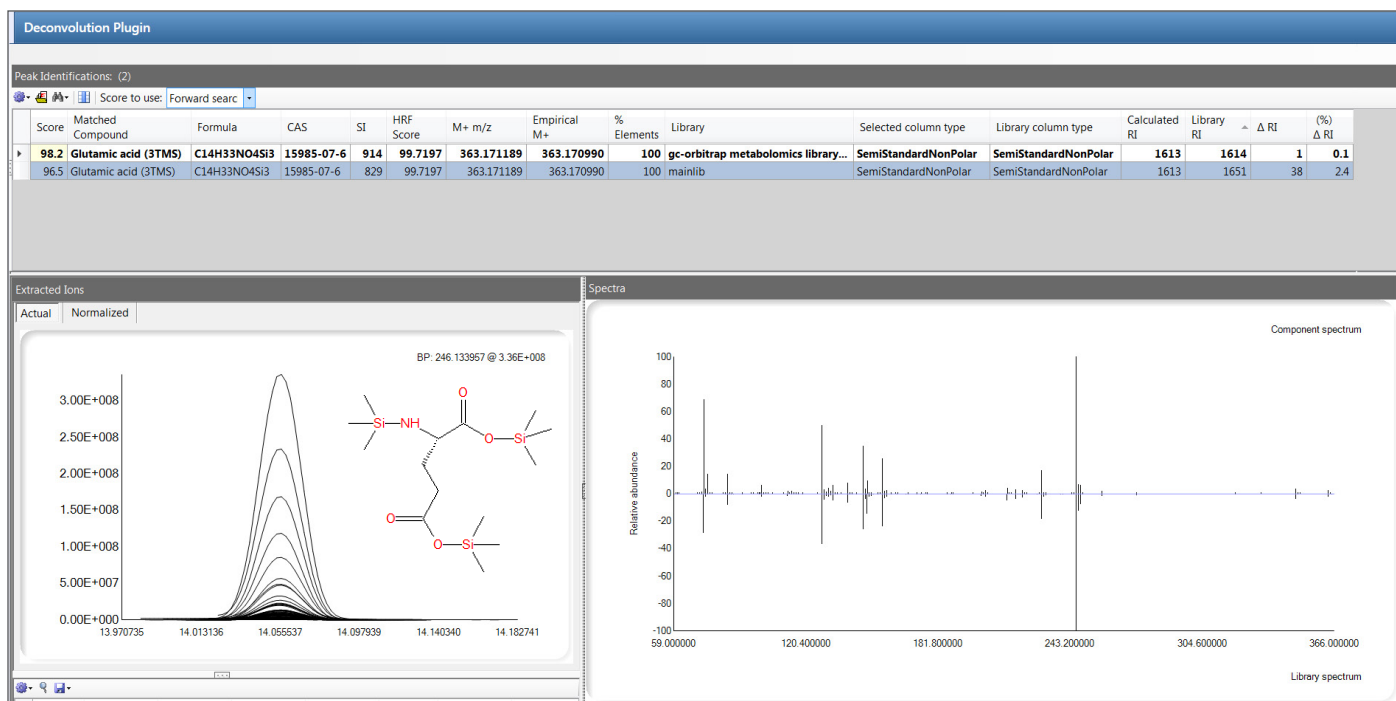 Deconvolution Plugin
Peak Identifications: (2)
Score to use: Forward searc
Score Matched Compound Formula CAS SI HRF Score M+ m/z Empirical M+ % Elements Library Selected column type Library column type Calculated RI Library RI Δ RI (%) Δ RI
98.2 Glutamic acid (3TMS) C14H33NO4Si3 15985-07-6 914 99.7197 363.171189 363.170990 100 gc-orbitrap metabolomics library... SemiStandardNonPolar SemiStandardNonPolar 1613 1614 1 0.1
96.5 Glutamic acid (3TMS) C14H33NO4Si3 15985-07-6 829 99.7197 363.171189 363.170990 100 mainlib SemiStandardNonPolar SemiStandardNonPolar 1613 1651 38 2.4
Extracted Ions
Actual Normalized
BP: 246.133957 @ 3.36E+008
3.00E+008
2.50E+008
2.00E+008
1.50E+008
1.00E+008
5.00E+007
0.00E+000
13.970735 14.013136 14.055537 14.097939 14.140340 14.182741
O
Si NH
O Si
O
O Si
Spectra
Component spectrum
Relative abundance
100
80
60
40
20
0
-20
-40
-60
-80
-100
59.000000 120.400000 181.800000 243.200000 304.600000 366.000000
Library spectrum